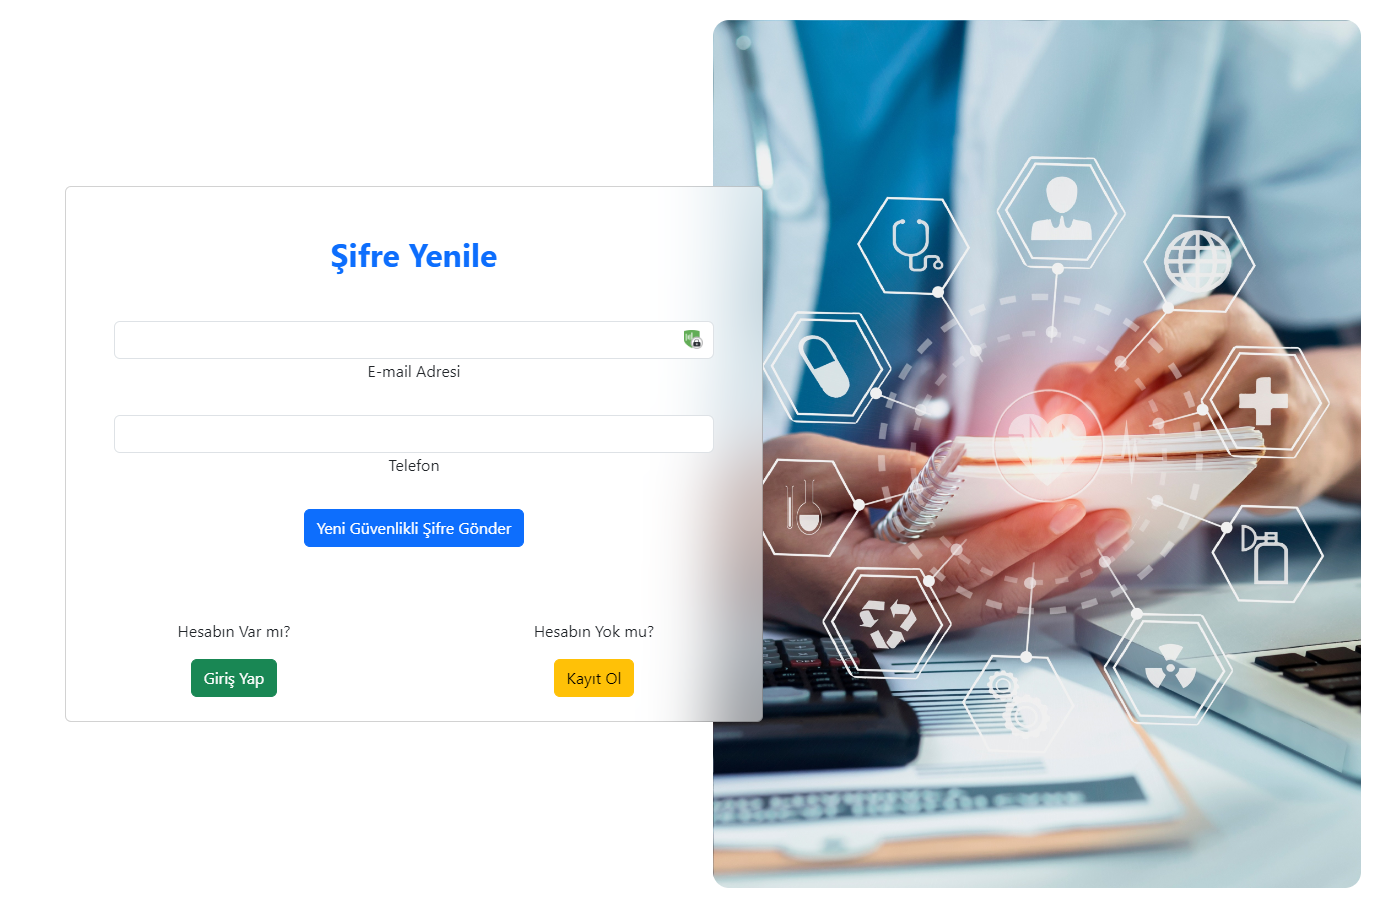 Şifre Yenile
E-mail Adresi
Telefon
Yeni Güvenlikli Şifre Gönder
Hesabın Var mı?
Hesabın Yok mu?
Giriş Yap
Kayıt Ol